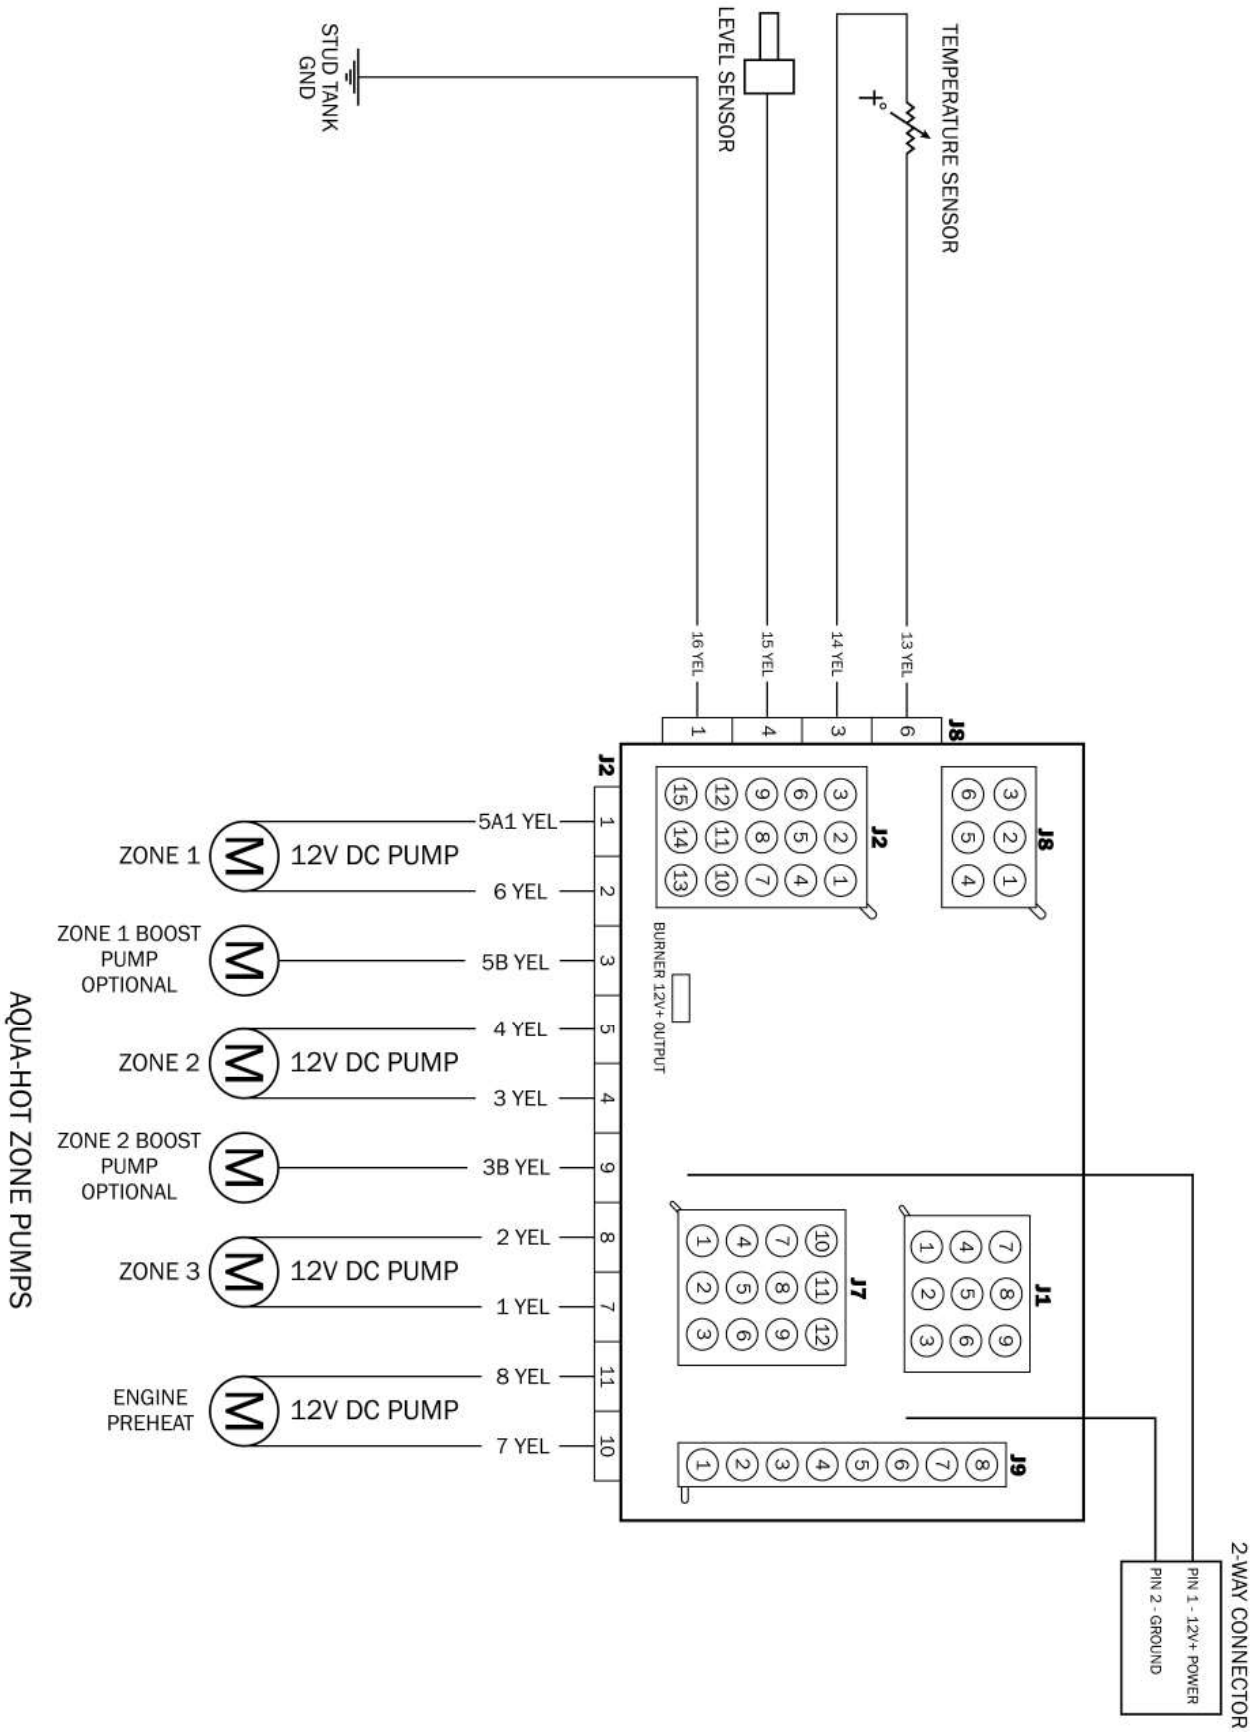 TEMPERATURE SENSOR
t°
LEVEL SENSOR
STUD TANK
GND
13 YEL
14 YEL
15 YEL
16 YEL
J8
6
3
4
1
J8
3 2 1
6 5 4
J2
3 2 1
6 5 4
9 8 7
12 11 10
15 14 13
BURNER 12V+ OUTPUT
J1
7 8 9
4 5 6
1 2 3
J7
10 11 12
7 8 9
4 5 6
1 2 3
J9
8
7
6
5
4
3
2
1
2-WAY CONNECTOR
PIN 1 - 12V+ POWER
PIN 2 - GROUND
J2
ZONE 1 M 12V DC PUMP
5A1 YEL 1
6 YEL 2
ZONE 1 BOOST
PUMP
OPTIONAL
M 5B YEL 3
ZONE 2 M 12V DC PUMP
4 YEL 5
3 YEL 4
ZONE 2 BOOST
PUMP
OPTIONAL
M 3B YEL 9
ZONE 3 M 12V DC PUMP
2 YEL 8
1 YEL 7
ENGINE
PREHEAT
M 12V DC PUMP
8 YEL 11
7 YEL 10
AQUA-HOT ZONE PUMPS